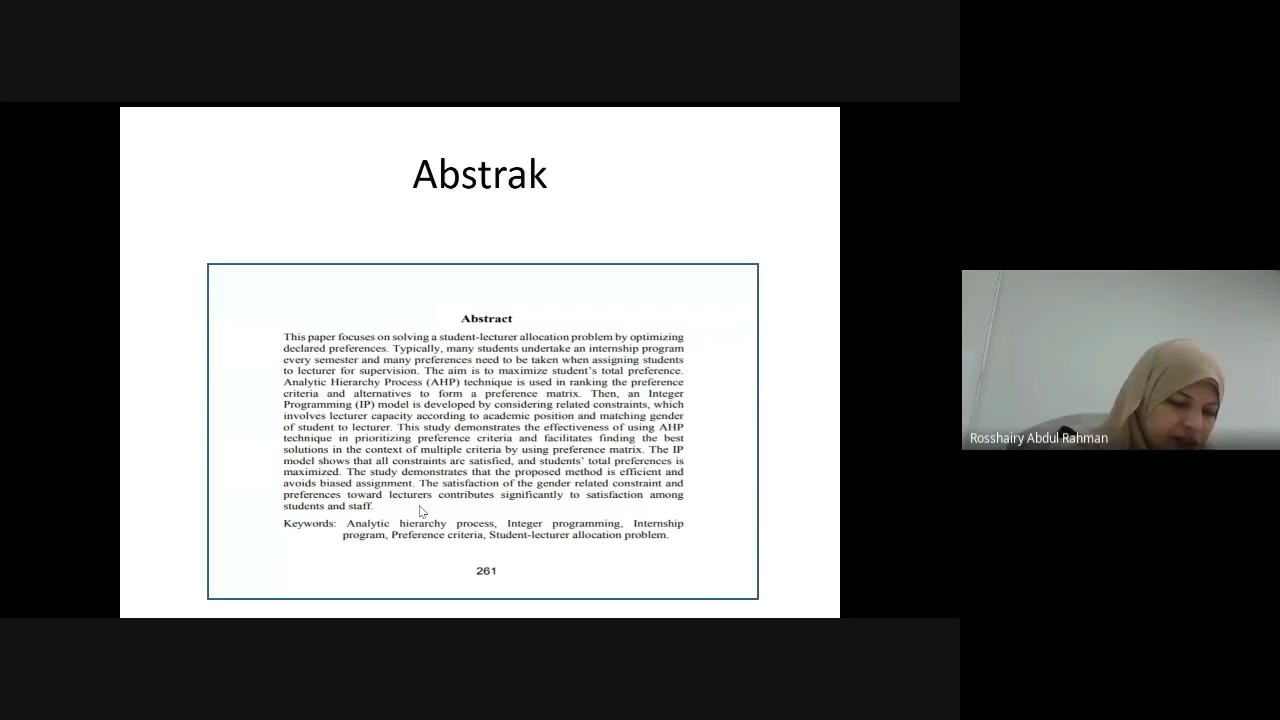 Abstrak
Abstract
This paper focuses on solving a student-lecturer allocation problem by optimizing
declared preferences. Typically, many students undertake an internship program
every semester and many preferences need to be taken when assigning students
to lecturer for supervision. The aim is to maximize student's total preference.
Analytic Hierarchy Process (AHP) technique is used in ranking the preference
criteria and alternatives to form a preference matrix. Then, an Integer
Programming (IP) model is developed by considering related constraints, which
involves lecturer capacity according to academic position and matching gender
of student to lecturer. This study demonstrates the effectiveness of using AHP
technique in prioritizing preference criteria and facilitates finding the best
solutions in the context of multiple criteria by using preference matrix. The IP
model shows that all constraints are satisfied, and students' total preferences is
maximized. The study demonstrates that the proposed method is efficient and
avoids biased assignment. The satisfaction of the gender related constraint and
preferences toward lecturers contributes significantly to satisfaction among
students and staff.
Keywords: Analytic hierarchy process, Integer programming, Internship
program, Preference criteria, Student-lecturer allocation problem.
261
Rosshairy Abdul Rahman